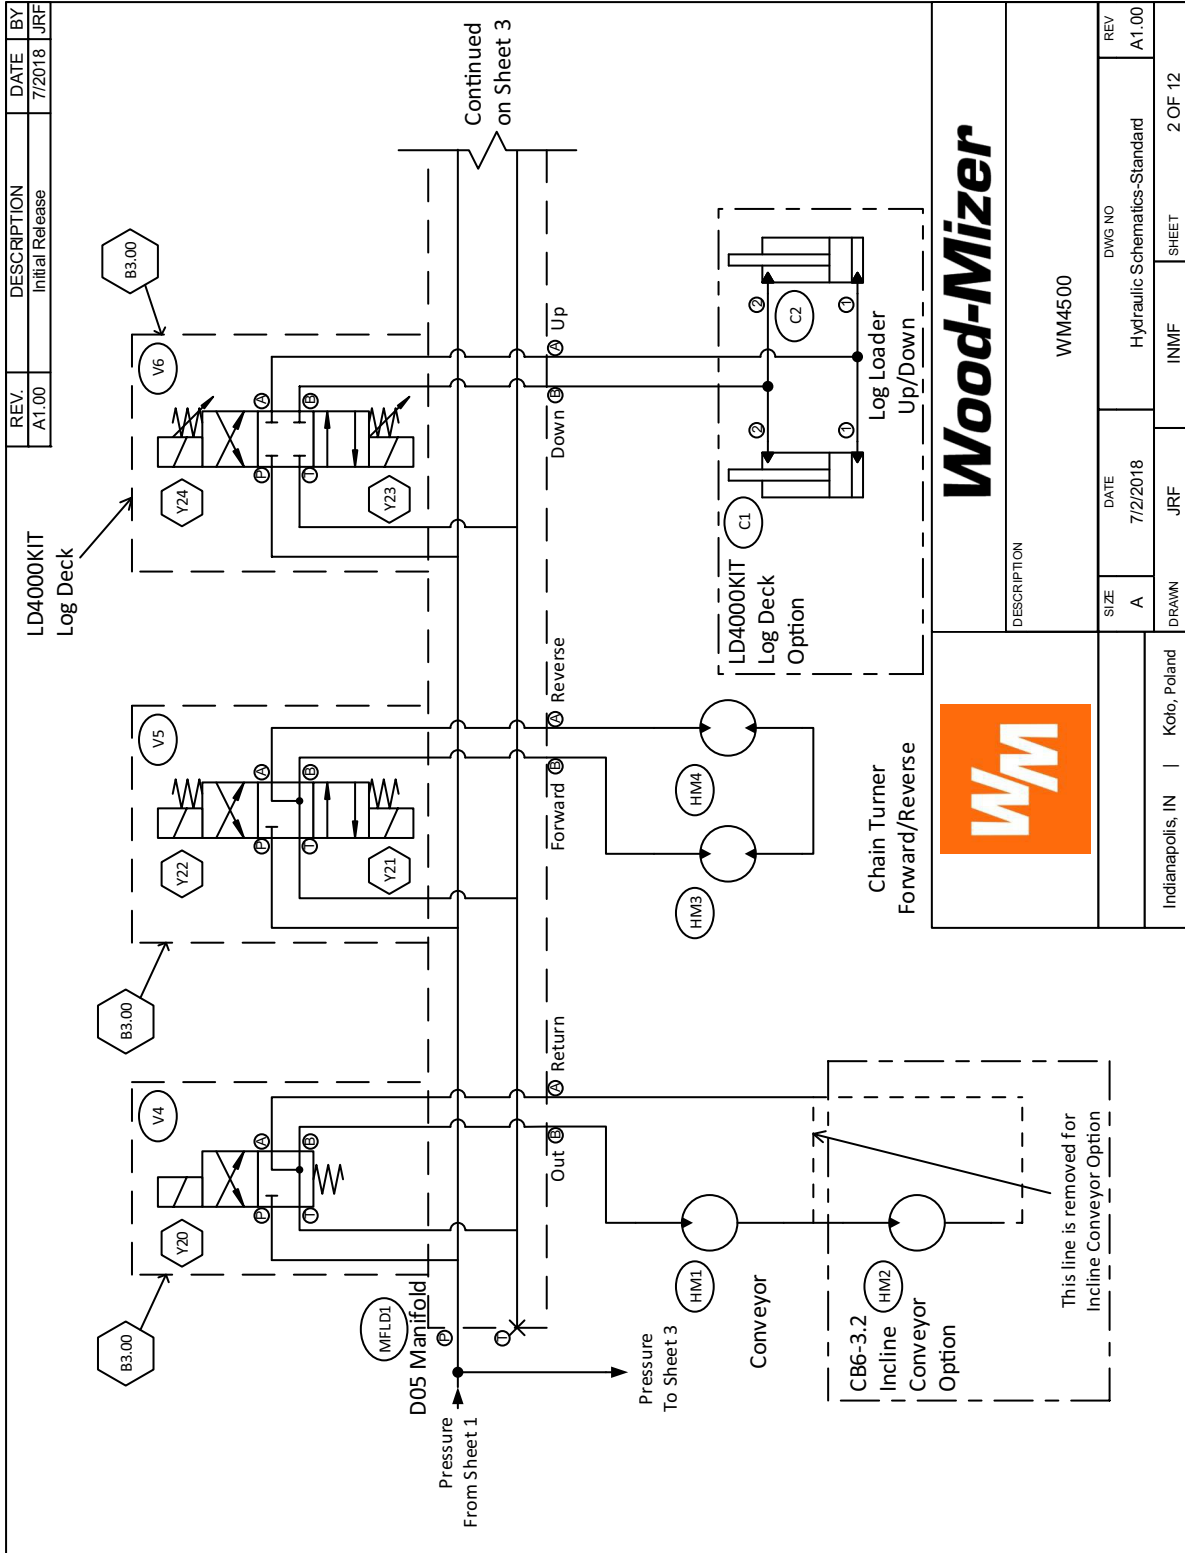 REV.
DESCRIPTION
DATE
BY
A1.00
Initial Release
7/2018
JRF
LD4000KIT
Log Deck
B3.00
B3.00
B3.00
V4
V5
V6
Y20
Y22
Y21
Y24
Y23
A
B
P
T
A
B
P
T
A
B
P
T
MFLD1
D05 Manifold
P
T
Pressure
From Sheet 1
Pressure
To Sheet 3
Continued
on Sheet 3
Out
B
A
Return
Forward
B
A
Reverse
Down
B
A
Up
HM1
Conveyor
HM2
CB6-3.2
Incline
Conveyor
Option
This line is removed for
Incline Conveyor Option
HM3
HM4
Chain Turner
Forward/Reverse
LD4000KIT
Log Deck
Option
C1
C2
2
2
1
1
Log Loader
Up/Down
WM
Wood-Mizer
DESCRIPTION
WM4500
SIZE
A
DATE
7/2/2018
DWG NO
Hydraulic Schematics-Standard
REV
A1.00
Indianapolis, IN | Koło, Poland
DRAWN
JRF
INMF
SHEET
2 OF 12